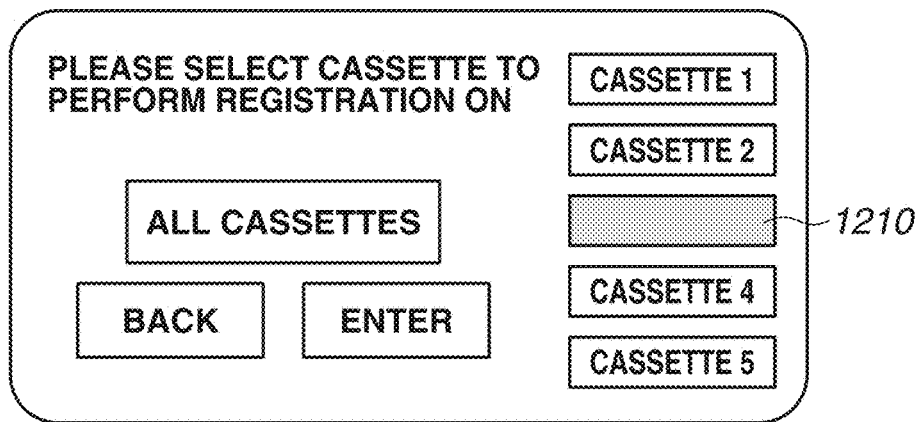 PLEASE SELECT CASSETTE TO
PERFORM REGISTRATION ON
ALL CASSETTES
BACK
ENTER
CASSETTE 1
CASSETTE 2
1210
CASSETTE 4
CASSETTE 5